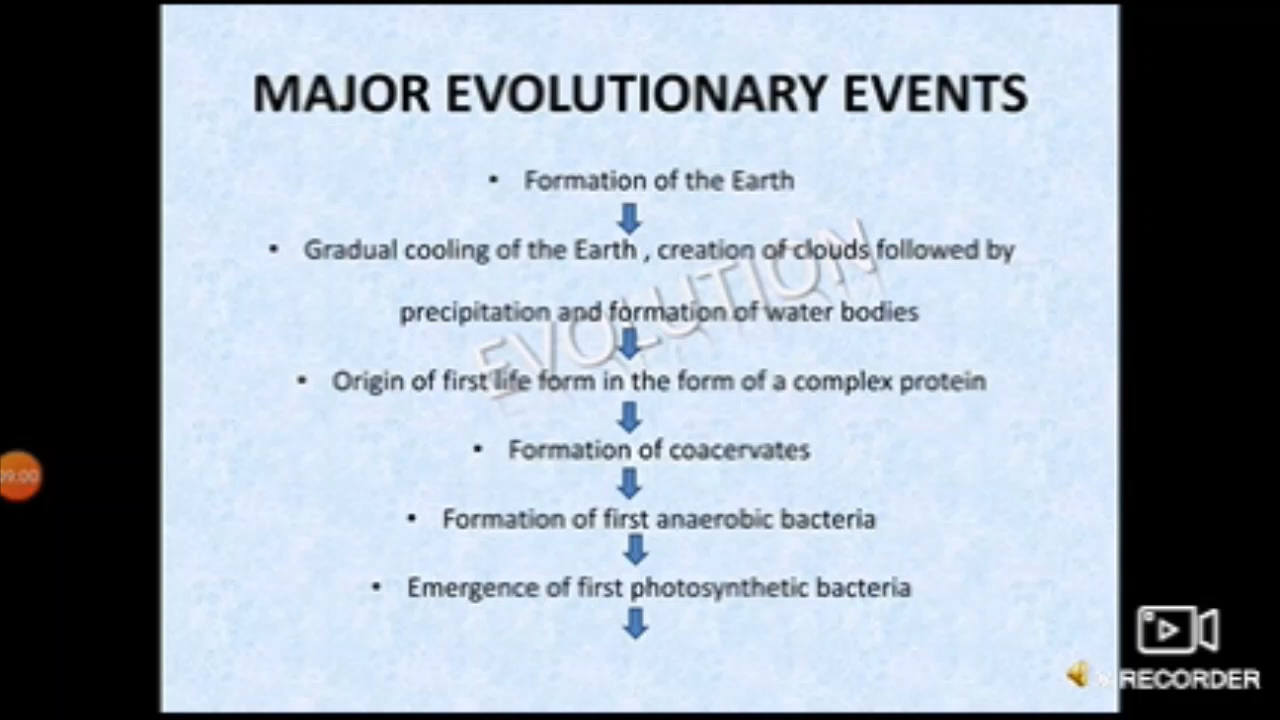 MAJOR EVOLUTIONARY EVENTS
• Formation of the Earth
• Gradual cooling of the Earth , creation of clouds followed by
precipitation and formation of water bodies
EVOLUTION
• Origin of first life form in the form of a complex protein
• Formation of coacervates
• Formation of first anaerobic bacteria
• Emergence of first photosynthetic bacteria
09:00
RECORDER